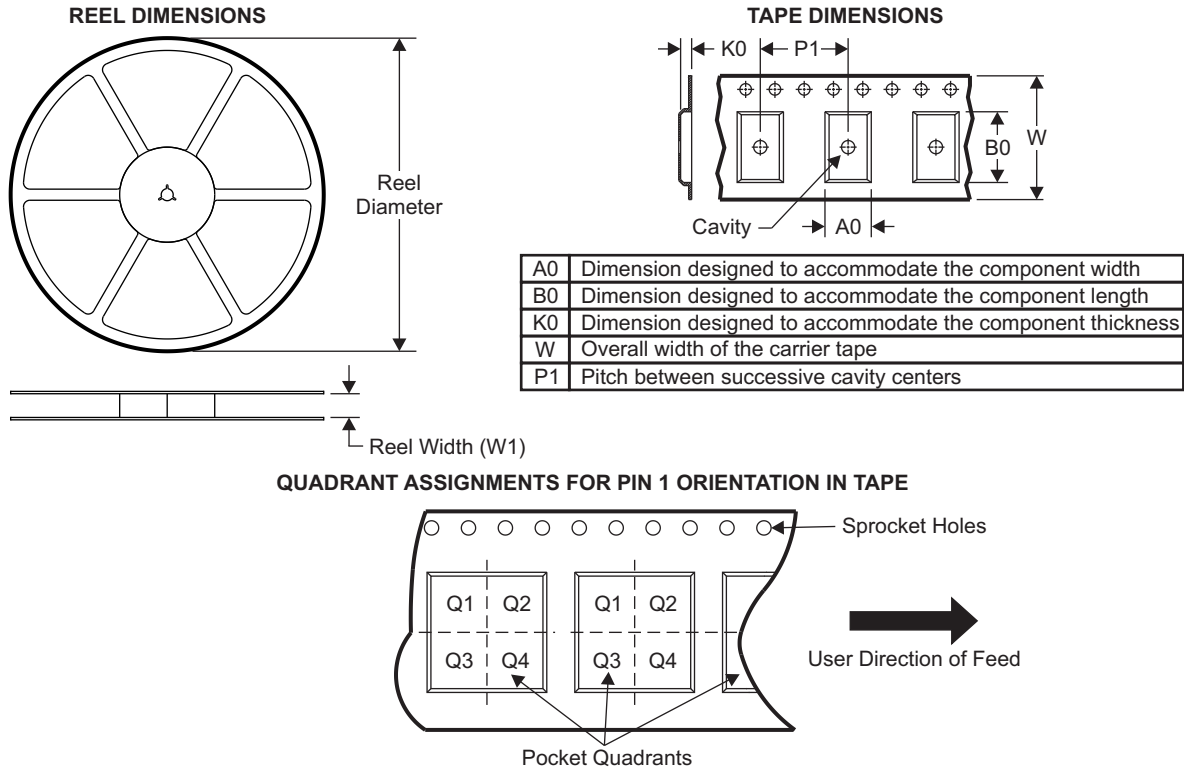 REEL DIMENSIONS
Reel
Diameter
Reel Width (W1)
TAPE DIMENSIONS
K0
P1
W
B0
Cavity
A0
A0 Dimension designed to accommodate the component width
B0 Dimension designed to accommodate the component length
K0 Dimension designed to accommodate the component thickness
W Overall width of the carrier tape
P1 Pitch between successive cavity centers
QUADRANT ASSIGNMENTS FOR PIN 1 ORIENTATION IN TAPE
Sprocket Holes
Q1 Q2 Q1 Q2
Q3 Q4 Q3 Q4
User Direction of Feed
Pocket Quadrants